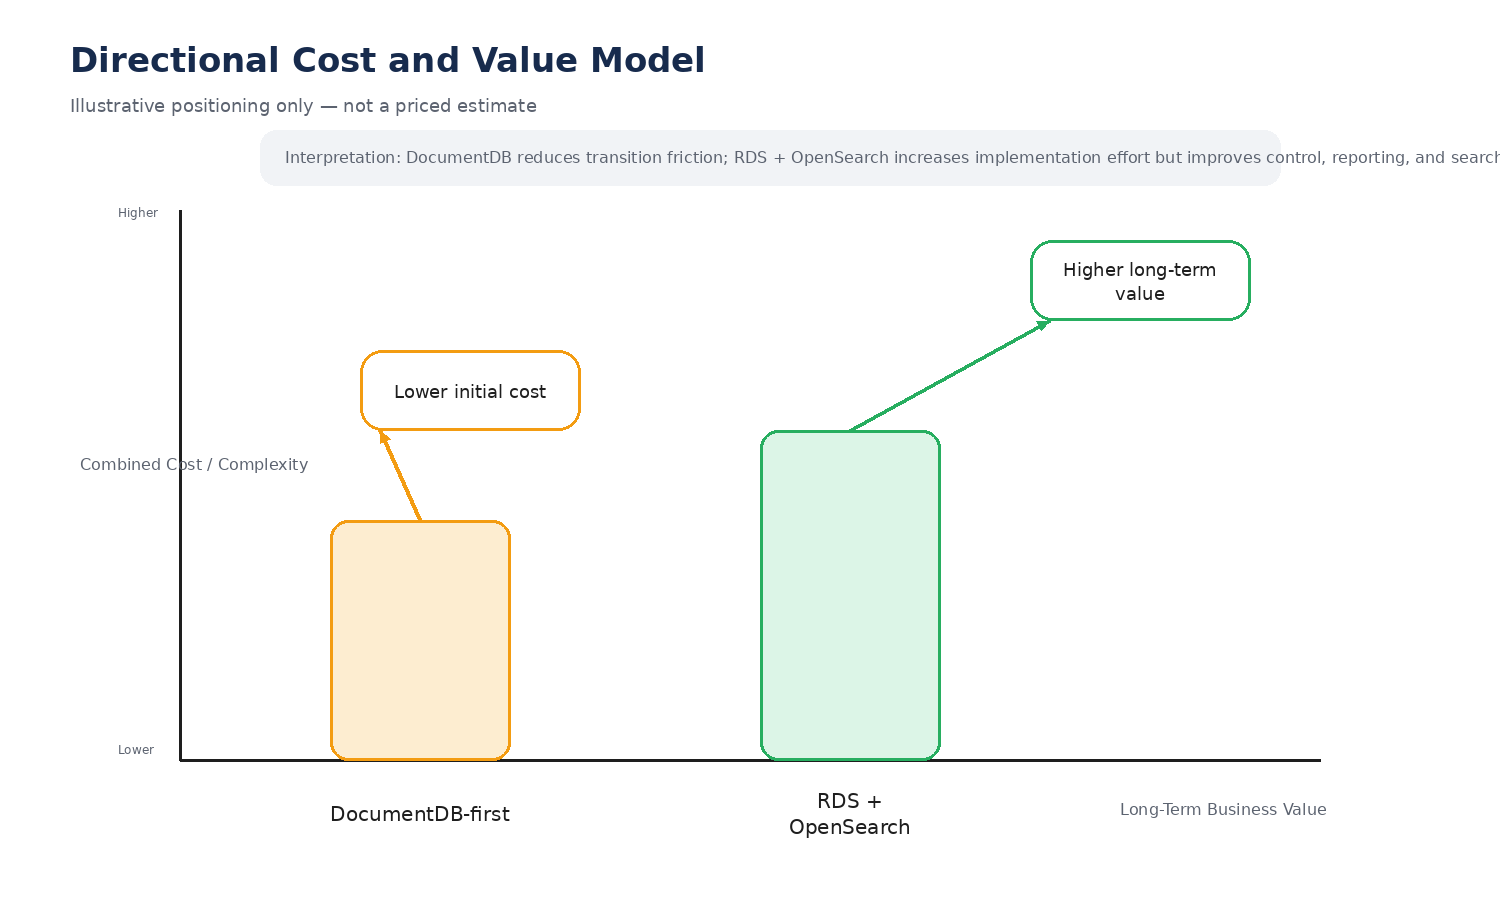 Directional Cost and Value Model
Illustrative positioning only — not a priced estimate
Interpretation: DocumentDB reduces transition friction; RDS + OpenSearch increases implementation effort but improves control, reporting, and search
Higher
Higher long-term
value
Lower initial cost
Combined Cost / Complexity
Lower
DocumentDB-first
RDS +
OpenSearch
Long-Term Business Value